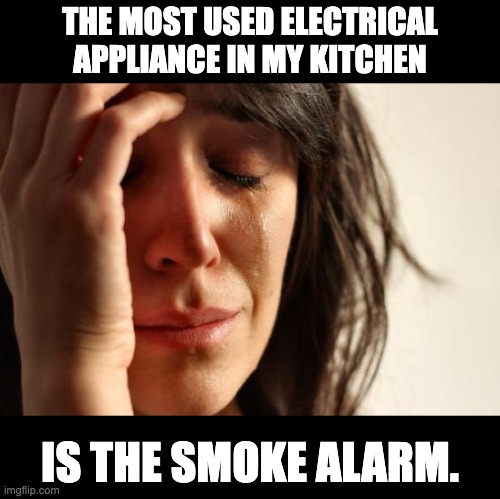 THE MOST USED ELECTRICAL
APPLIANCE IN MY KITCHEN
IS THE SMOKE ALARM.
imgflip.com